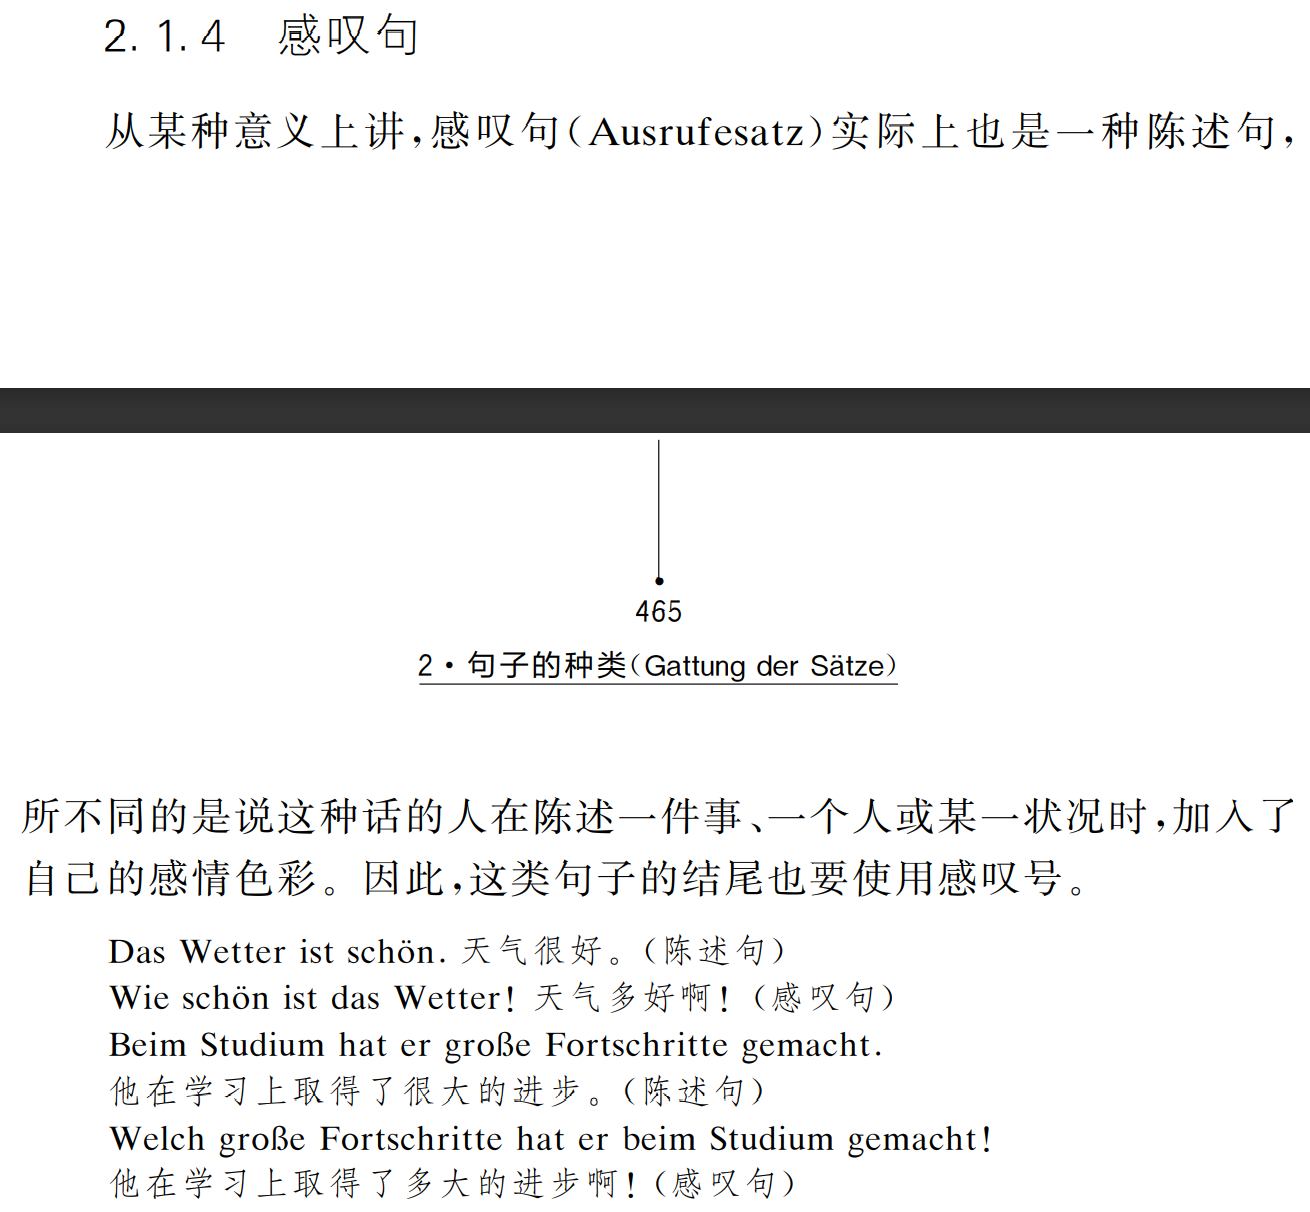 2.1.4 感叹句
从某种意义上讲,感叹句(Ausrufesatz)实际上也是一种陈述句,
465
2·句子的种类(Gattung der Sätze)
所不同的是说这种话的人在陈述一件事、一个人或某一状况时,加入了
自己的感情色彩。因此,这类句子的结尾也要使用感叹号。
Das Wetter ist schön. 天气很好。(陈述句)
Wie schön ist das Wetter! 天气多好啊!(感叹句)
Beim Studium hat er große Fortschritte gemacht.
他在学习上取得了很大的进步。(陈述句)
Welch große Fortschritte hat er beim Studium gemacht!
他在学习上取得了多大的进步啊!(感叹句)